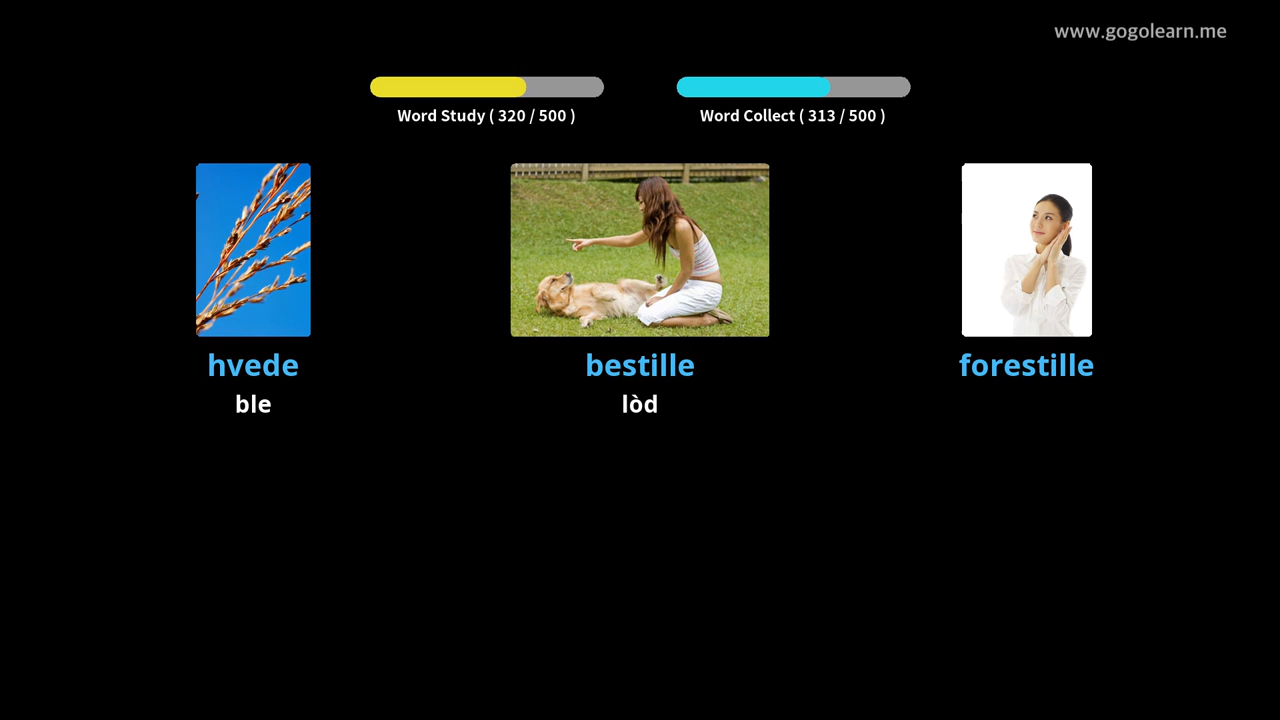 www.gogolearn.me
Word Study ( 320 / 500 )
Word Collect ( 313 / 500 )
hvede
bestille
forestille
ble
lòd